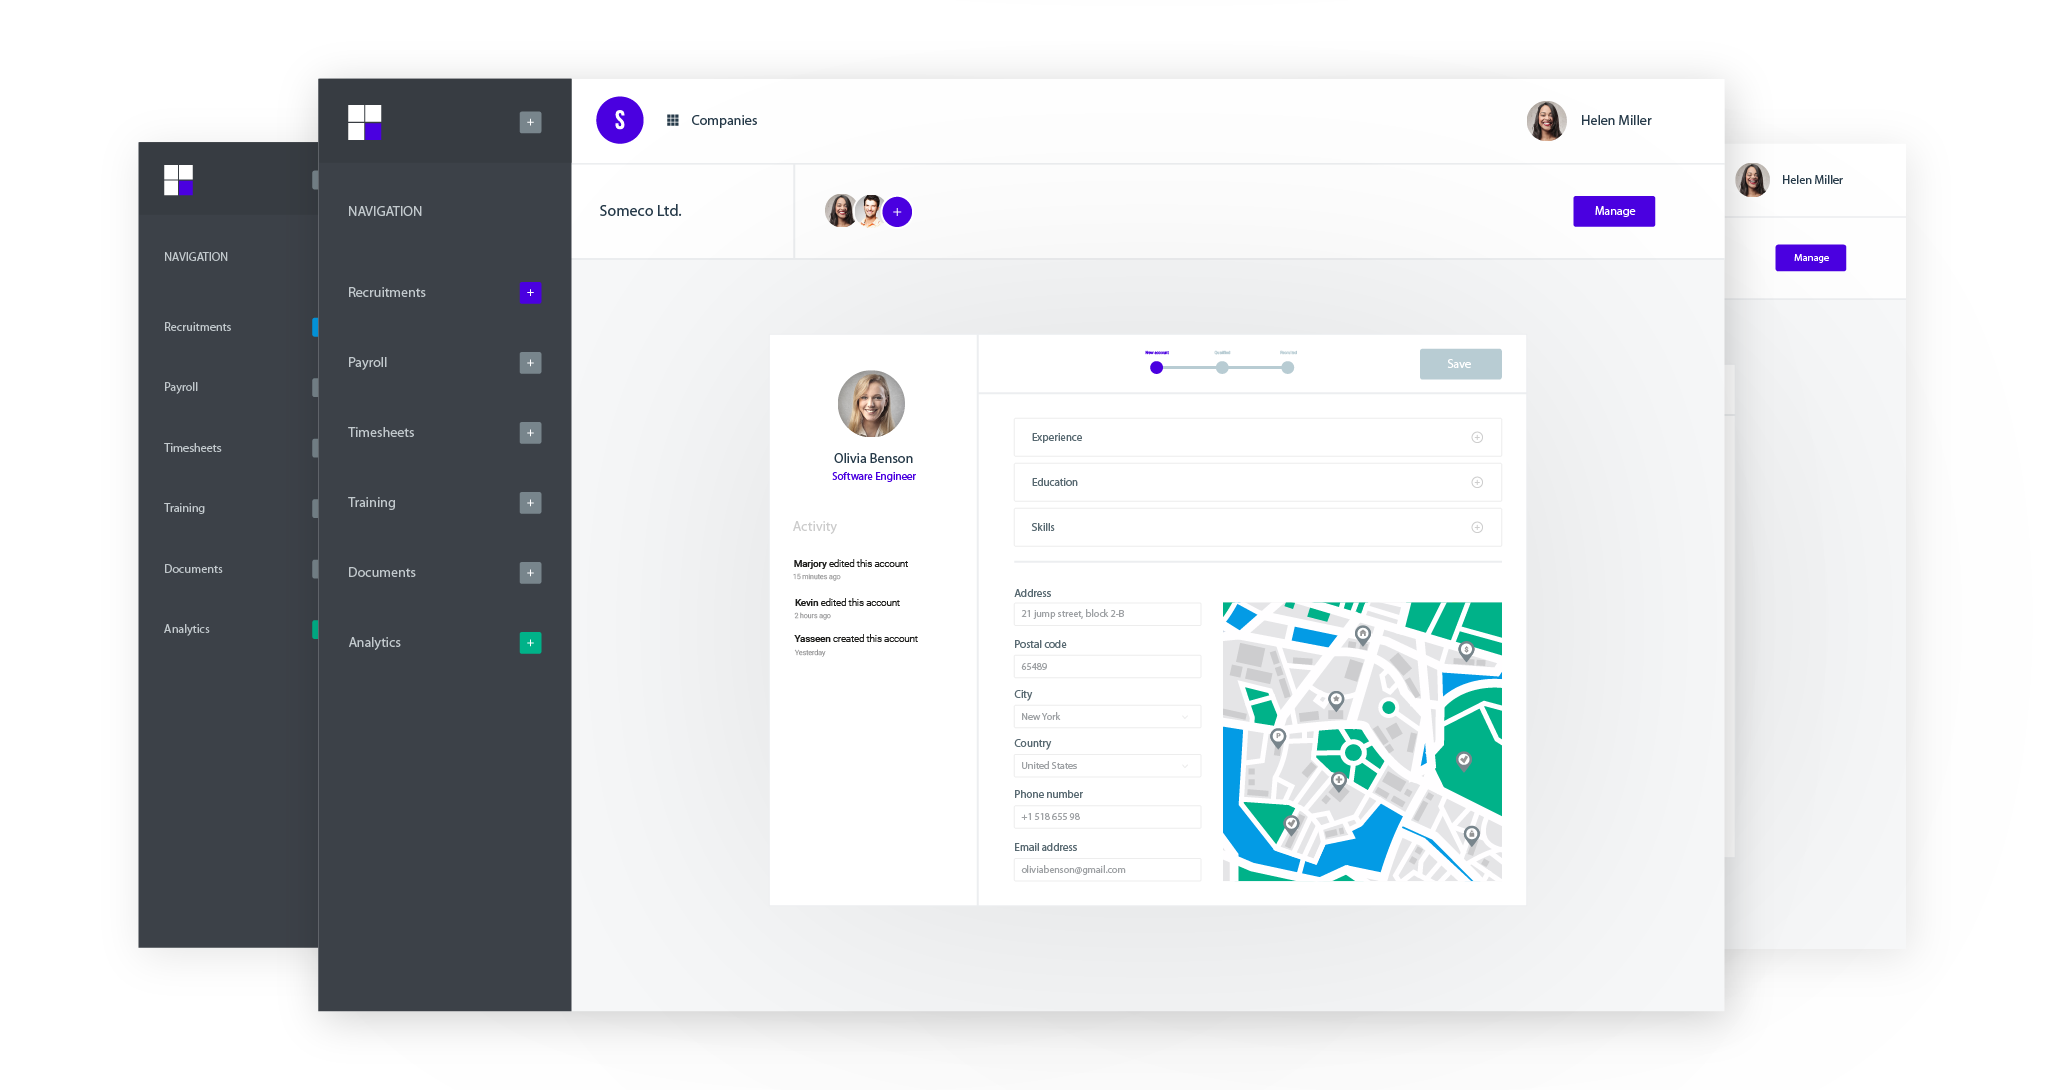 S
Companies
Helen Miller
NAVIGATION
Someco Ltd.
Manage
Recruitments
Payroll
Timesheets
Training
Documents
Analytics
New account
Save
Olivia Benson
Software Engineer
Activity
Marjory edited this account
15 minutes ago
Kevin edited this account
2 hours ago
Yasseen created this account
Yesterday
Experience
Education
Skills
Address
21 jump street, block 2-B
Postal code
65489
City
New York
Country
United States
Phone number
+1 518 655 98
Email address
oliviabenson@gmail.com
$
P
NAVIGATION
Recruitments
Payroll
Timesheets
Training
Documents
Analytics
Helen Miller
Manage